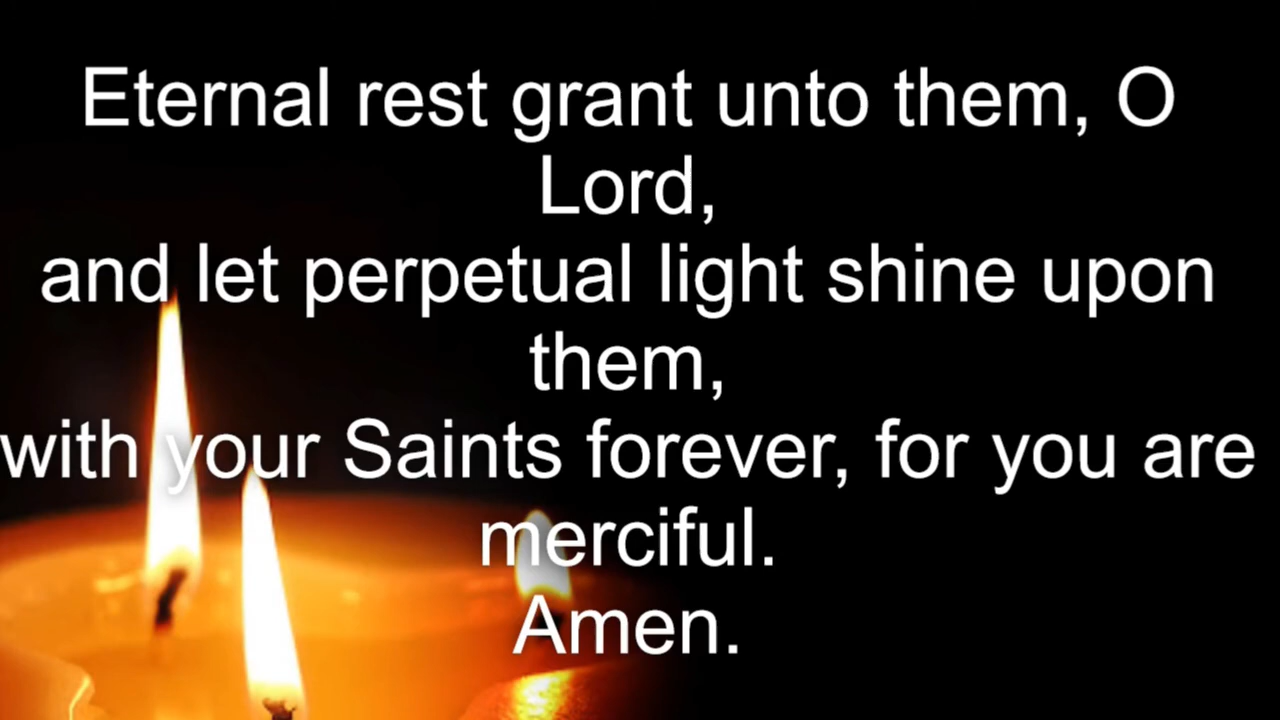 Eternal rest grant unto them, O
Lord,
and let perpetual light shine upon
them,
with your Saints forever, for you are
merciful.
Amen.